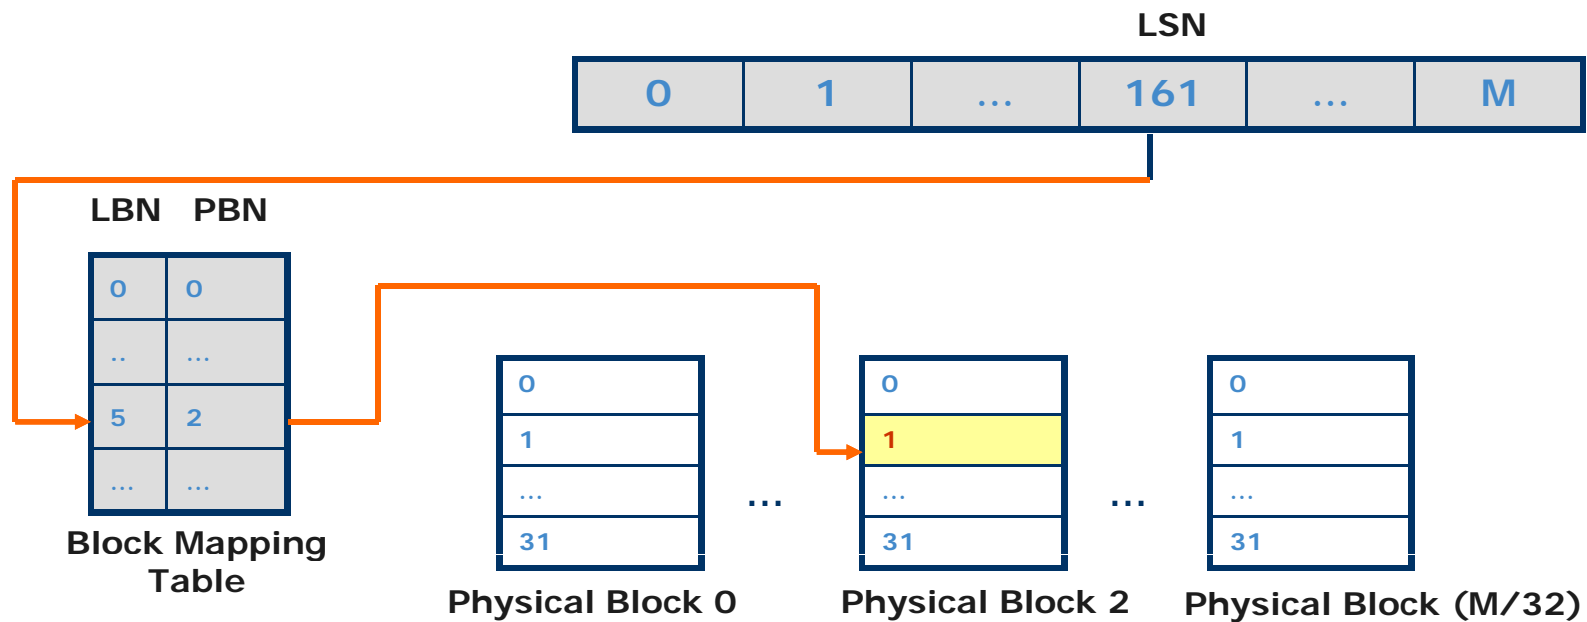 LSN
0 1 ... 161 ... M
LBN PBN
0 0
.. ...
5 2
... ...
Block Mapping
Table
0
1
...
31
Physical Block 0
...
0
1
...
31
Physical Block 2
...
0
1
...
31
Physical Block (M/32)